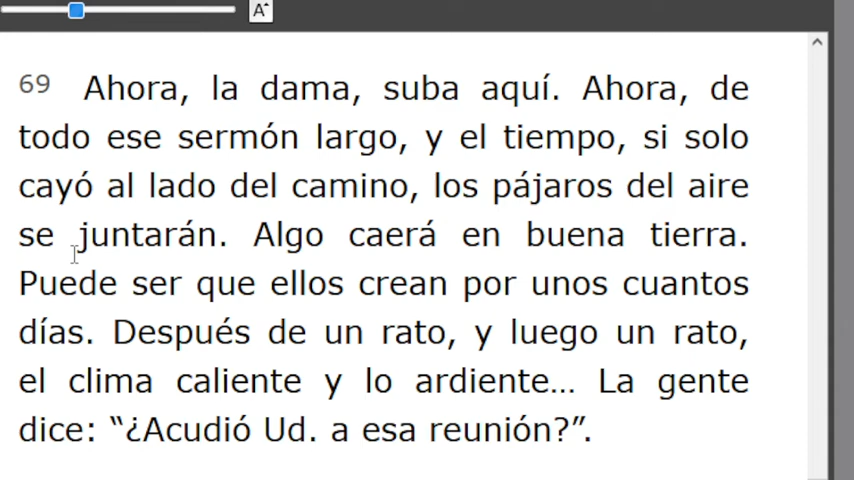 A
69 Ahora, la dama, suba aquí. Ahora, de
todo ese sermón largo, y el tiempo, si solo
cayó al lado del camino, los pájaros del aire
se juntarán. Algo caerá en buena tierra.
Puede ser que ellos crean por unos cuantos
días. Después de un rato, y luego un rato,
el clima caliente y lo ardiente… La gente
dice: “¿Acudió Ud. a esa reunión?”.